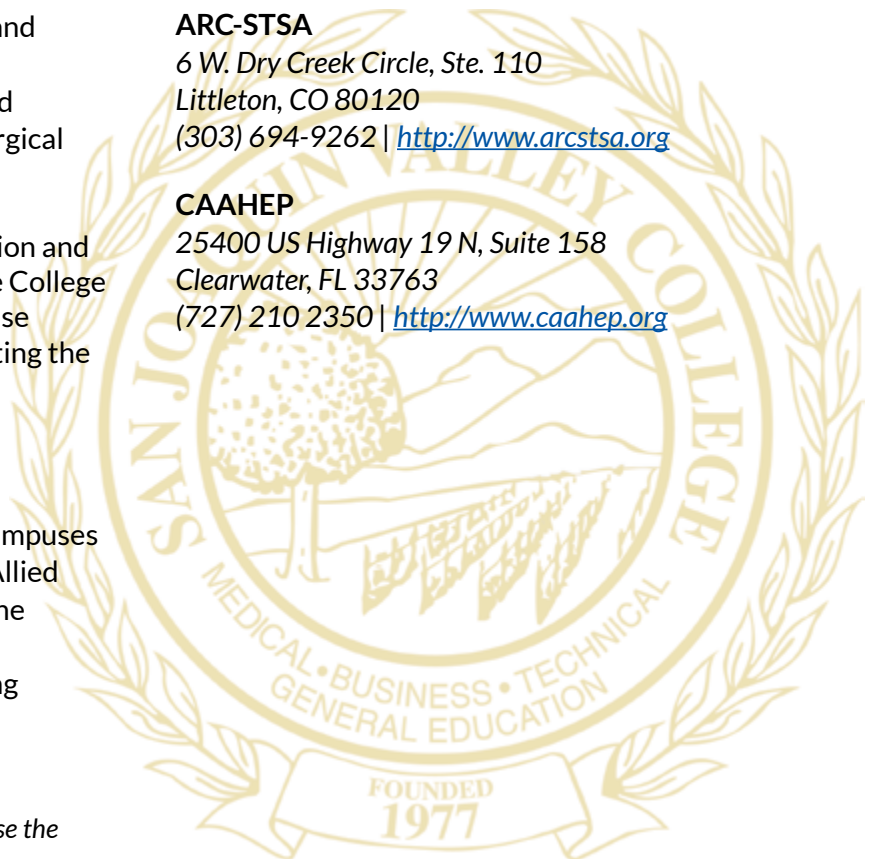 and
d
rgical
ion and
e College
se
ting the
mpuses
Allied
he
ng
se the
ARC-STSA
6 W. Dry Creek Circle, Ste. 110
Littleton, CO 80120
(303) 694-9262 | http://www.arcstsa.org
CAAHEP
25400 US Highway 19 N, Suite 158
Clearwater, FL 33763
(727) 210 2350 | http://www.caahep.org
SAN JOAQUIN VALLEY COLLEGE
MEDICAL • BUSINESS • TECHNICAL
GENERAL EDUCATION
FOUNDED
1977